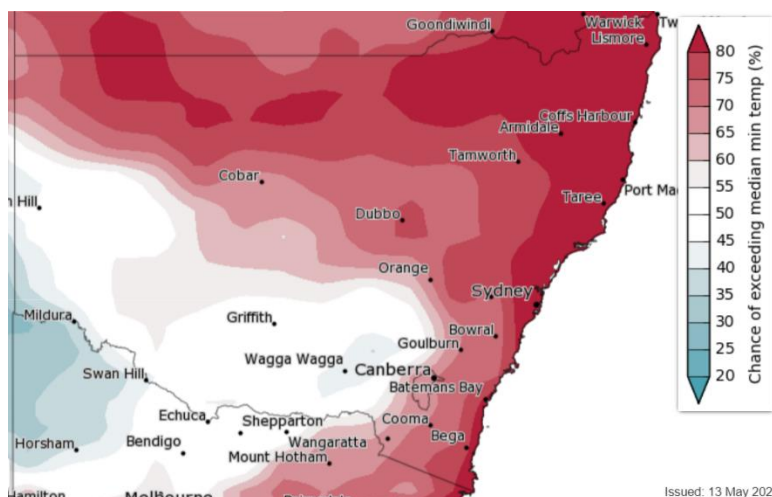 Goondiwindi
Warwick
Lismore
Coffs Harbour
Armidale
Tamworth
Cobar
Hill
Port Ma
Taree
Dubbo
Orange
Sydney
Mildura
Griffith
Bowral
Goulburn
Wagga Wagga
Canberra
Swan Hill
Batemans Bay
Echuca
Shepparton
Cooma
Horsham
Bendigo
Wangaratta
Bega
Mount Hotham
Hamilton
Melbourne
80
75
70
65
60
55
50
45
40
35
30
25
20
Chance of exceeding median min temp (%)
Issued: 13 May 202